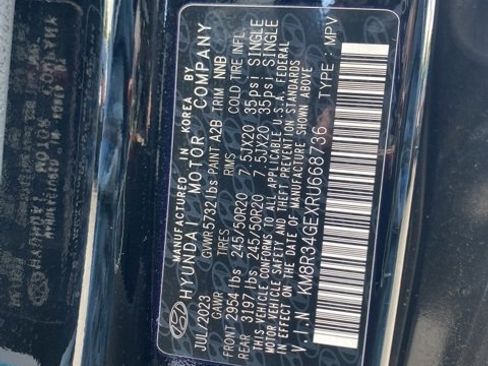 MANUFACTURED IN KOREA BY
HYUNDAI MOTOR COMPANY
JUL/2023 GVWR 5732 lbs PAINT A2B TRIM NNB
GAWR TIRES RIMS COLD TIRE INFL.
FRONT 2954 lbs 245/50R20 7.5JX20 35psi SINGLE
REAR 3197 lbs 245/50R20 7.5JX20 35psi SINGLE
THIS VEHICLE CONFORMS TO ALL APPLICABLE U.S.A. FEDERAL
MOTOR VEHICLE SAFETY AND THEFT PREVENTION STANDARDS
IN EFFECT ON THE DATE OF MANUFACTURE SHOWN ABOVE
V.I.N : KM8R34GEXRU668736 TYPE : MPV